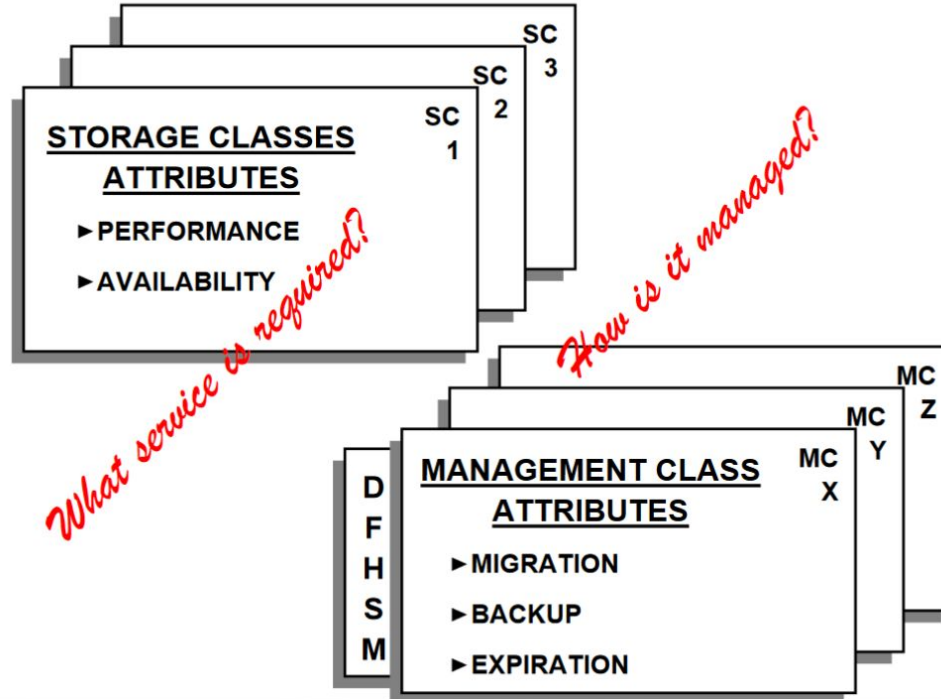 SC
3
SC
2
SC
1
STORAGE CLASSES
ATTRIBUTES
►PERFORMANCE
►AVAILABILITY
What service is required?
How is it managed?
MC
Z
MC
Y
MC
X
D
F
H
S
M
MANAGEMENT CLASS
ATTRIBUTES
►MIGRATION
►BACKUP
►EXPIRATION